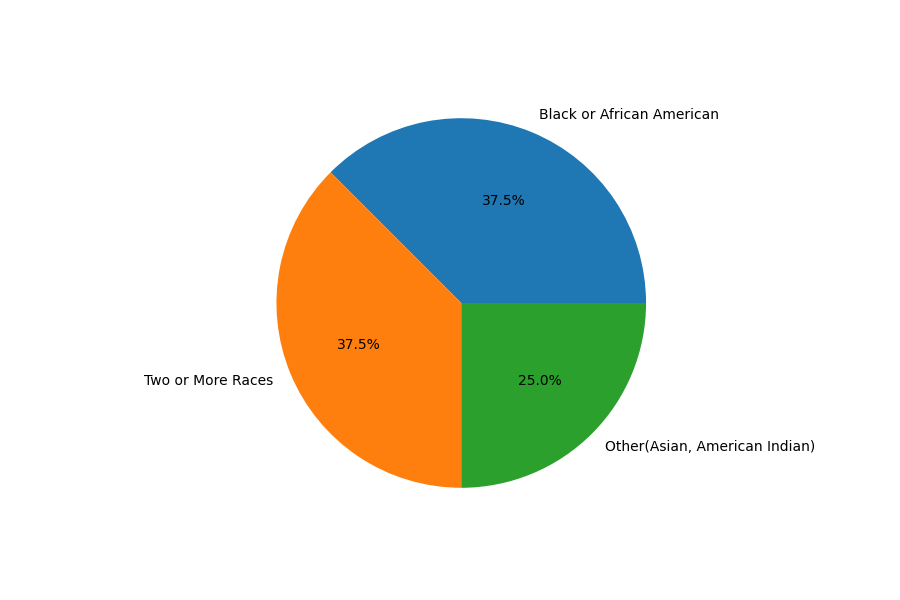 Black or African American
37.5%
37.5%
Two or More Races
25.0%
Other(Asian, American Indian)